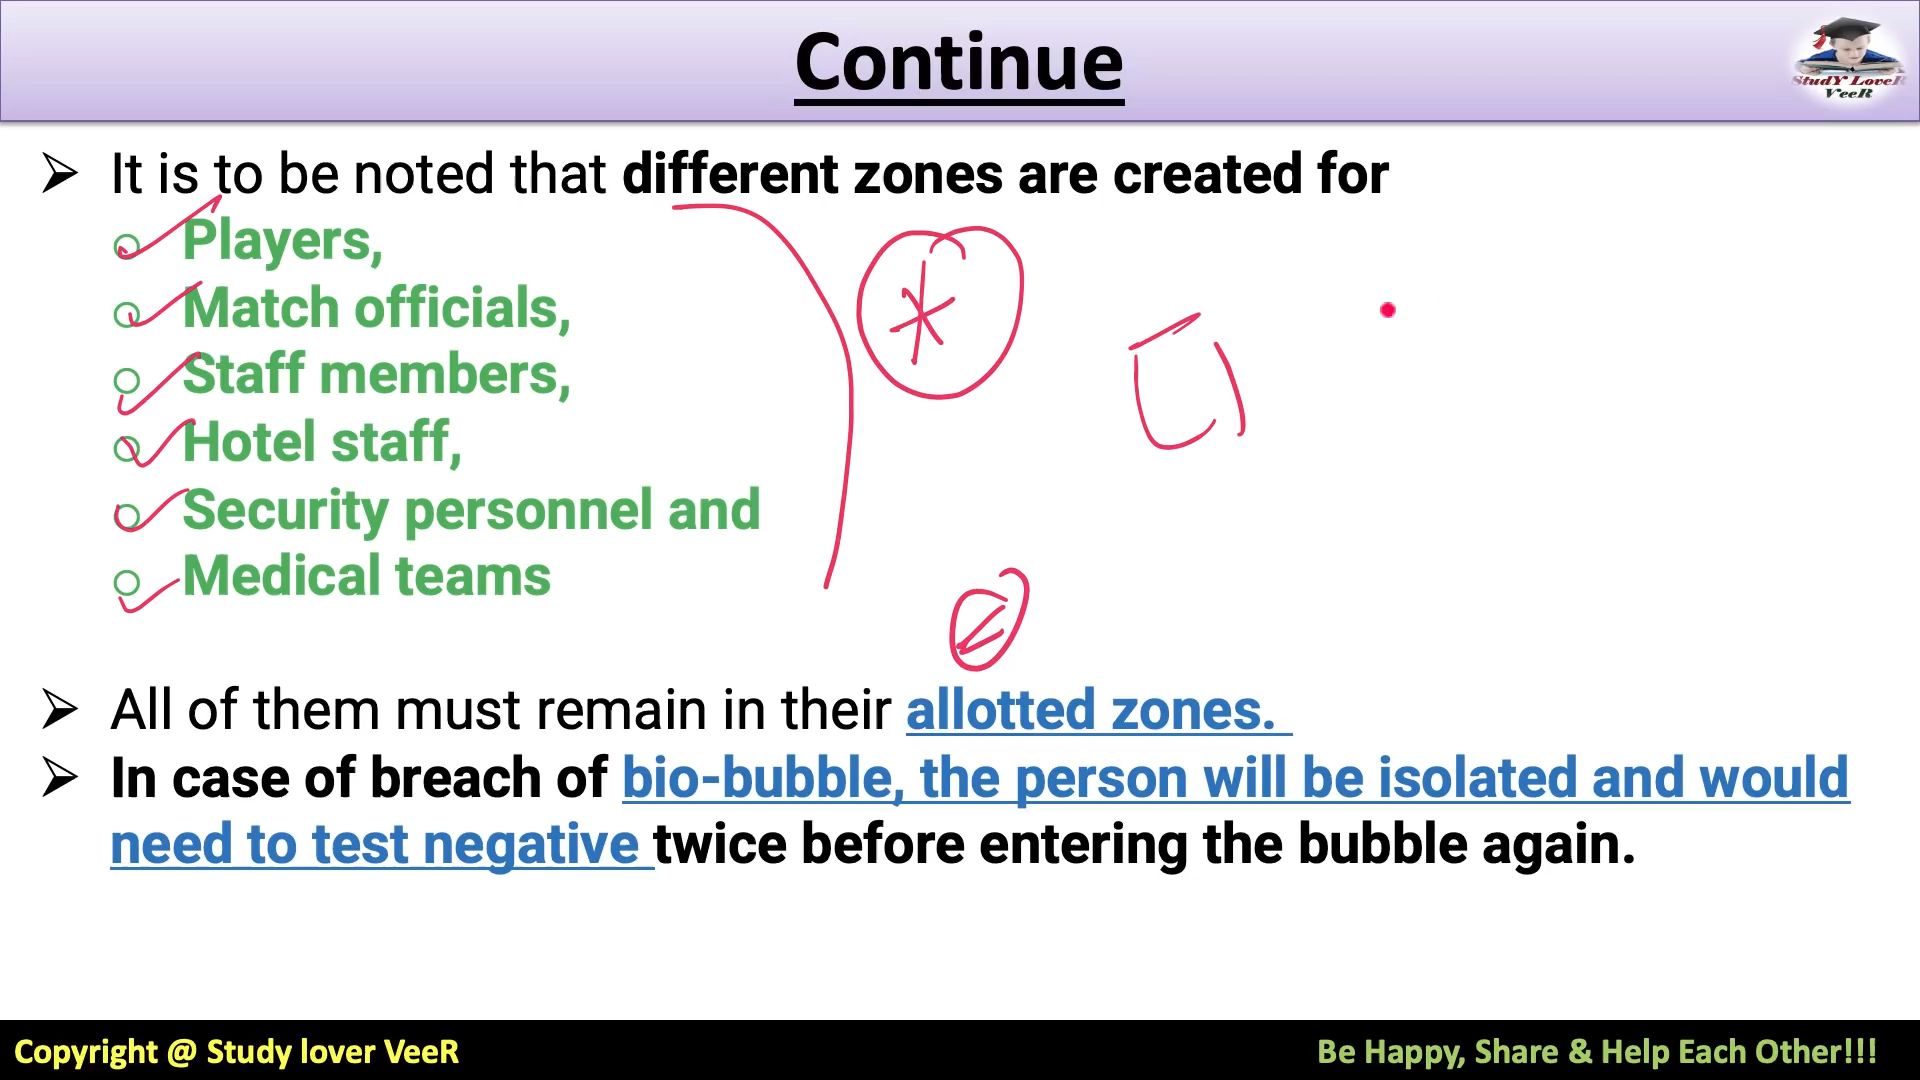 Continue
StudY LoveR
VeeR
It is to be noted that different zones are created for
Players,
Match officials,
Staff members,
Hotel staff,
Security personnel and
Medical teams
All of them must remain in their allotted zones.
In case of breach of bio-bubble, the person will be isolated and would
need to test negative twice before entering the bubble again.
Copyright @ Study lover VeeR
Be Happy, Share & Help Each Other!!!